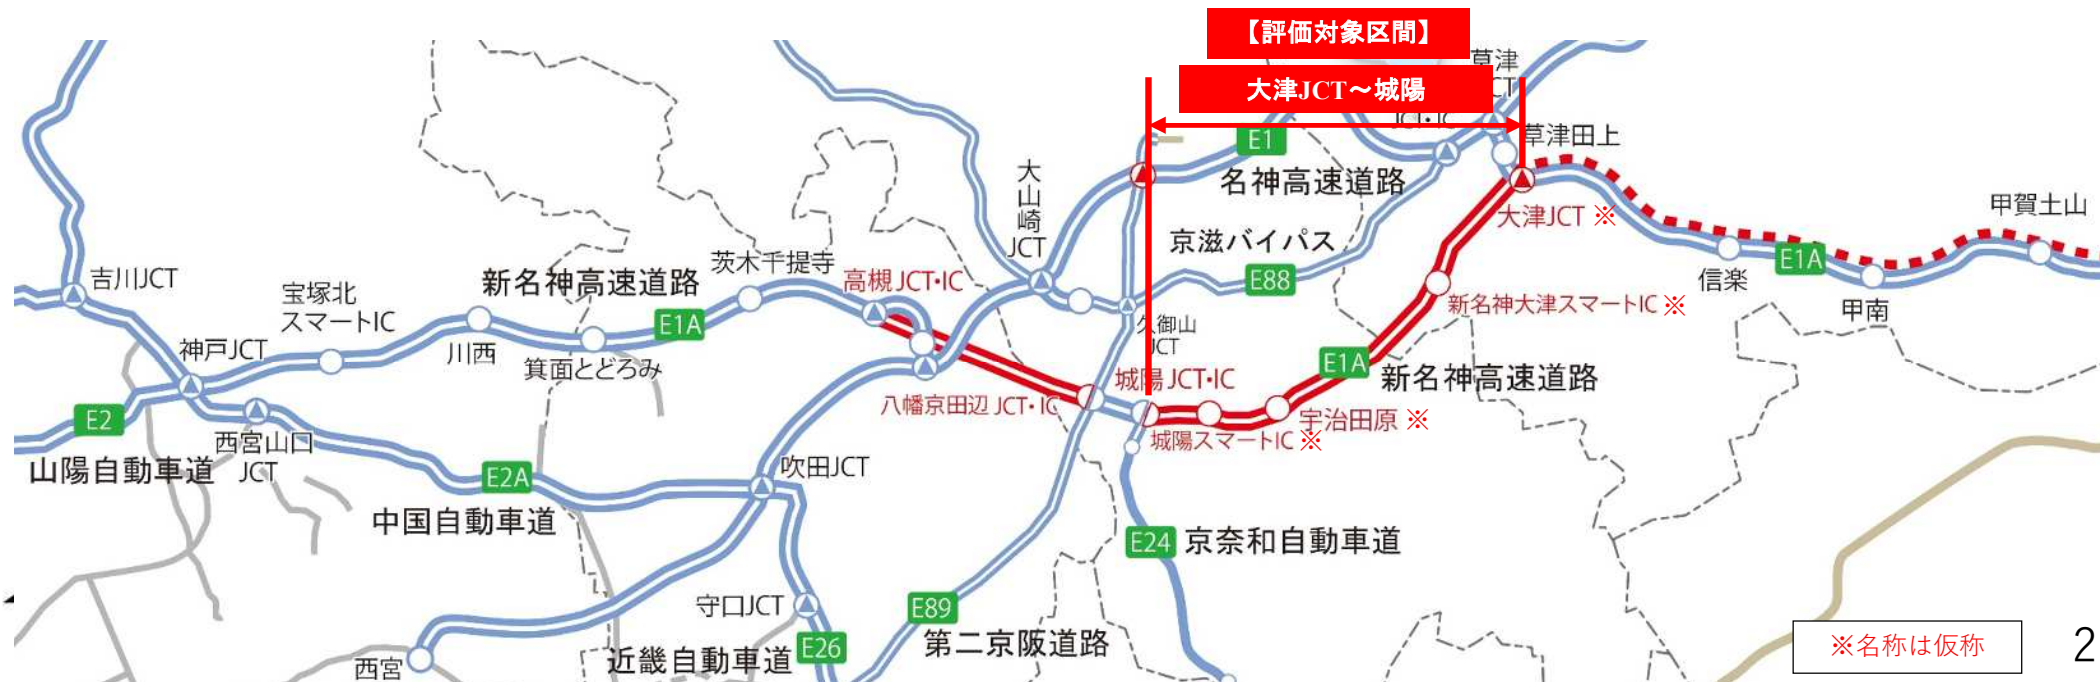 【評価対象区間】
大津JCT～城陽
草津
JCT
JCT・IC
草津田上
E1
名神高速道路
大津JCT ※
甲賀土山
大山崎
JCT
京滋バイパス
E88
信楽
E1A
甲南
新名神大津スマートIC ※
吉川JCT
宝塚北
スマートIC
新名神高速道路
茨木千提寺
高槻JCT・IC
E1A
神戸JCT
川西
箕面とどろみ
久御山
JCT
城陽JCT・IC
E1A
新名神高速道路
八幡京田辺 JCT・IC
宇治田原 ※
城陽スマートIC ※
E2
山陽自動車道
西宮山口
JCT
E2A
中国自動車道
吹田JCT
E24
京奈和自動車道
守口JCT
E89
第二京阪道路
西宮
近畿自動車道
E26
※名称は仮称
2